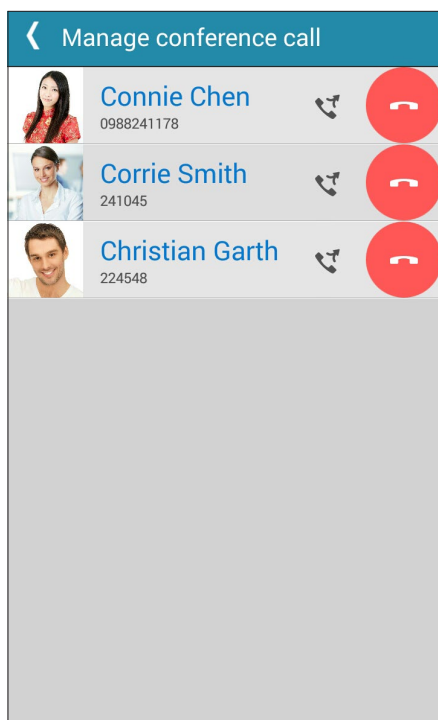 Manage conference call
Connie Chen
0988241178
Corrie Smith
241045
Christian Garth
224548